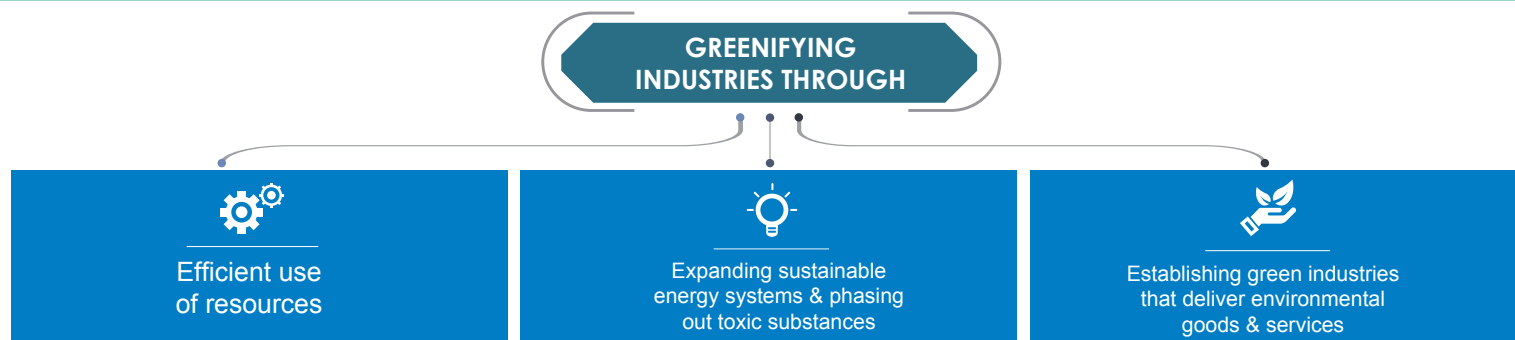 GREENIFYING
INDUSTRIES THROUGH
Efficient use
of resources
Expanding sustainable
energy systems & phasing
out toxic substances
Establishing green industries
that deliver environmental
goods & services